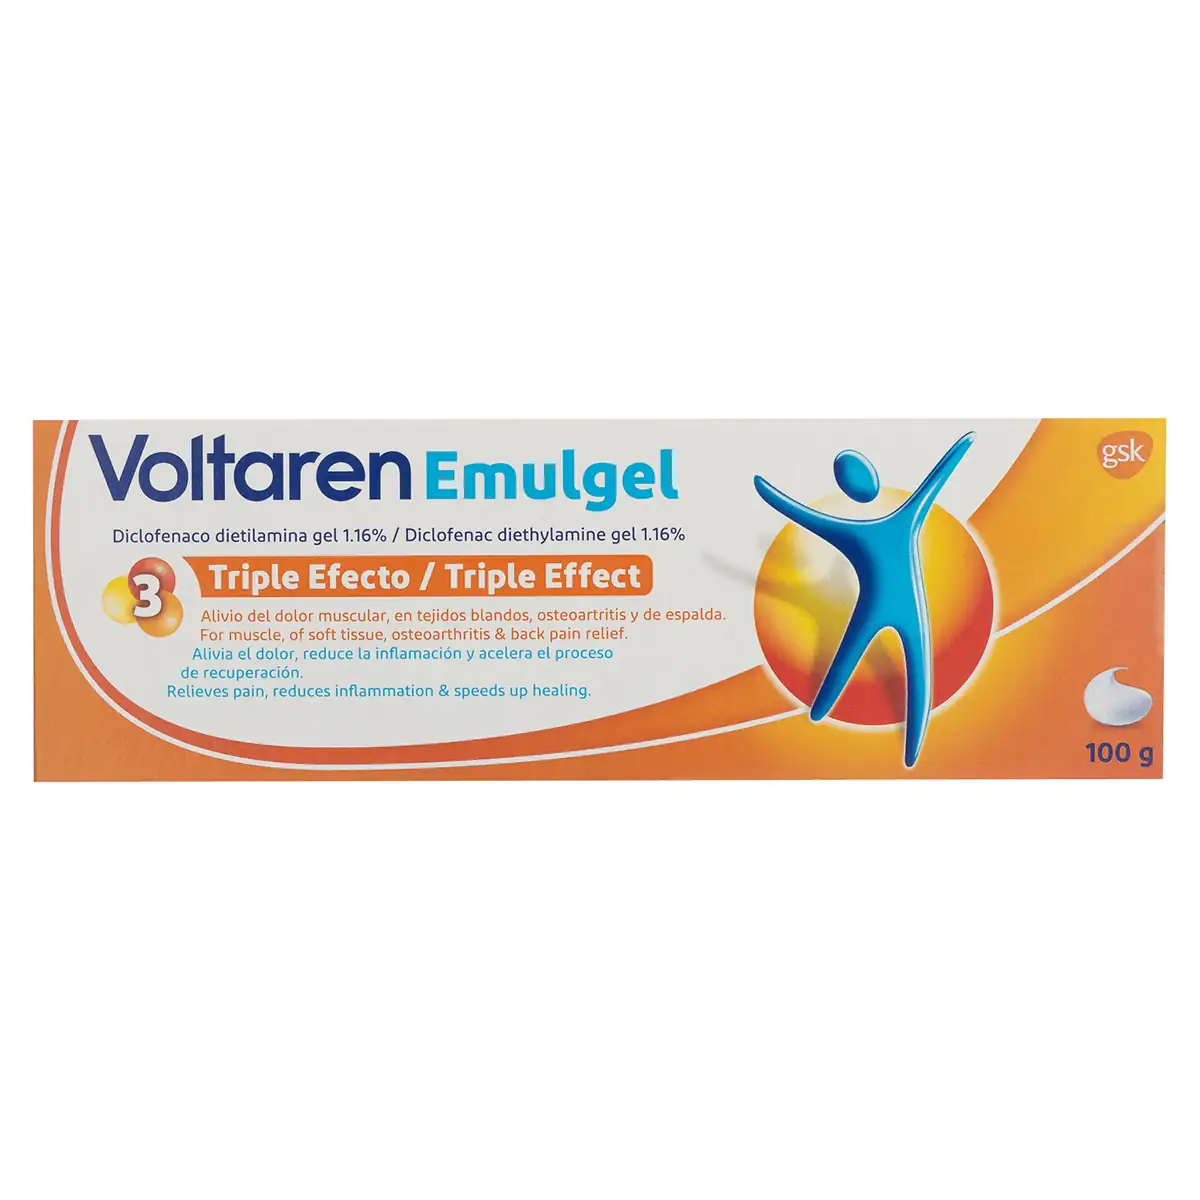 Voltaren Emulgel
gsk
Diclofenaco dietilamina gel 1.16% / Diclofenac diethylamine gel 1.16%
3
Triple Efecto / Triple Effect
Alivio del dolor muscular, en tejidos blandos, osteoartritis y de espalda.
For muscle, of soft tissue, osteoarthritis & back pain relief.
Alivia el dolor, reduce la inflamación y acelera el proceso
de recuperación.
Relieves pain, reduces inflammation & speeds up healing.
100 g